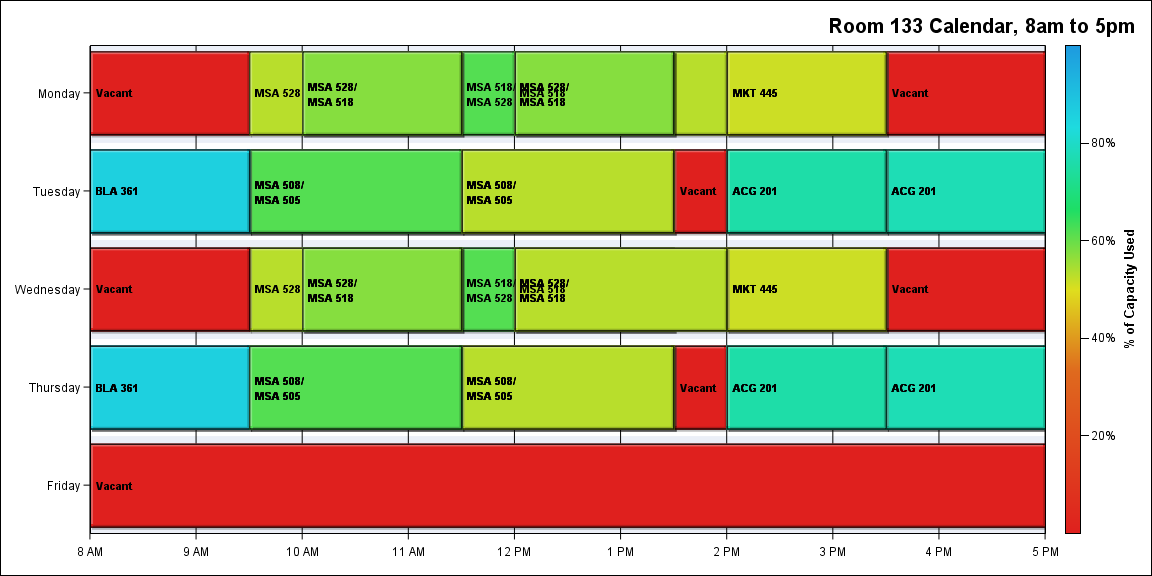 Room 133 Calendar, 8am to 5pm
Monday
Vacant
MSA 528
MSA 528/
MSA 518
MSA 518/
MSA 528
MSA 528/
MSA 518
MSA 518
MKT 445
Vacant
Tuesday
BLA 361
MSA 508/
MSA 505
MSA 508/
MSA 505
Vacant
ACG 201
ACG 201
Wednesday
Vacant
MSA 528
MSA 528/
MSA 518
MSA 518/
MSA 528
MSA 528/
MSA 518
MSA 518
MKT 445
Vacant
Thursday
BLA 361
MSA 508/
MSA 505
MSA 508/
MSA 505
Vacant
ACG 201
ACG 201
Friday
Vacant
8 AM
9 AM
10 AM
11 AM
12 PM
1 PM
2 PM
3 PM
4 PM
5 PM
80%
60%
40%
20%
% of Capacity Used